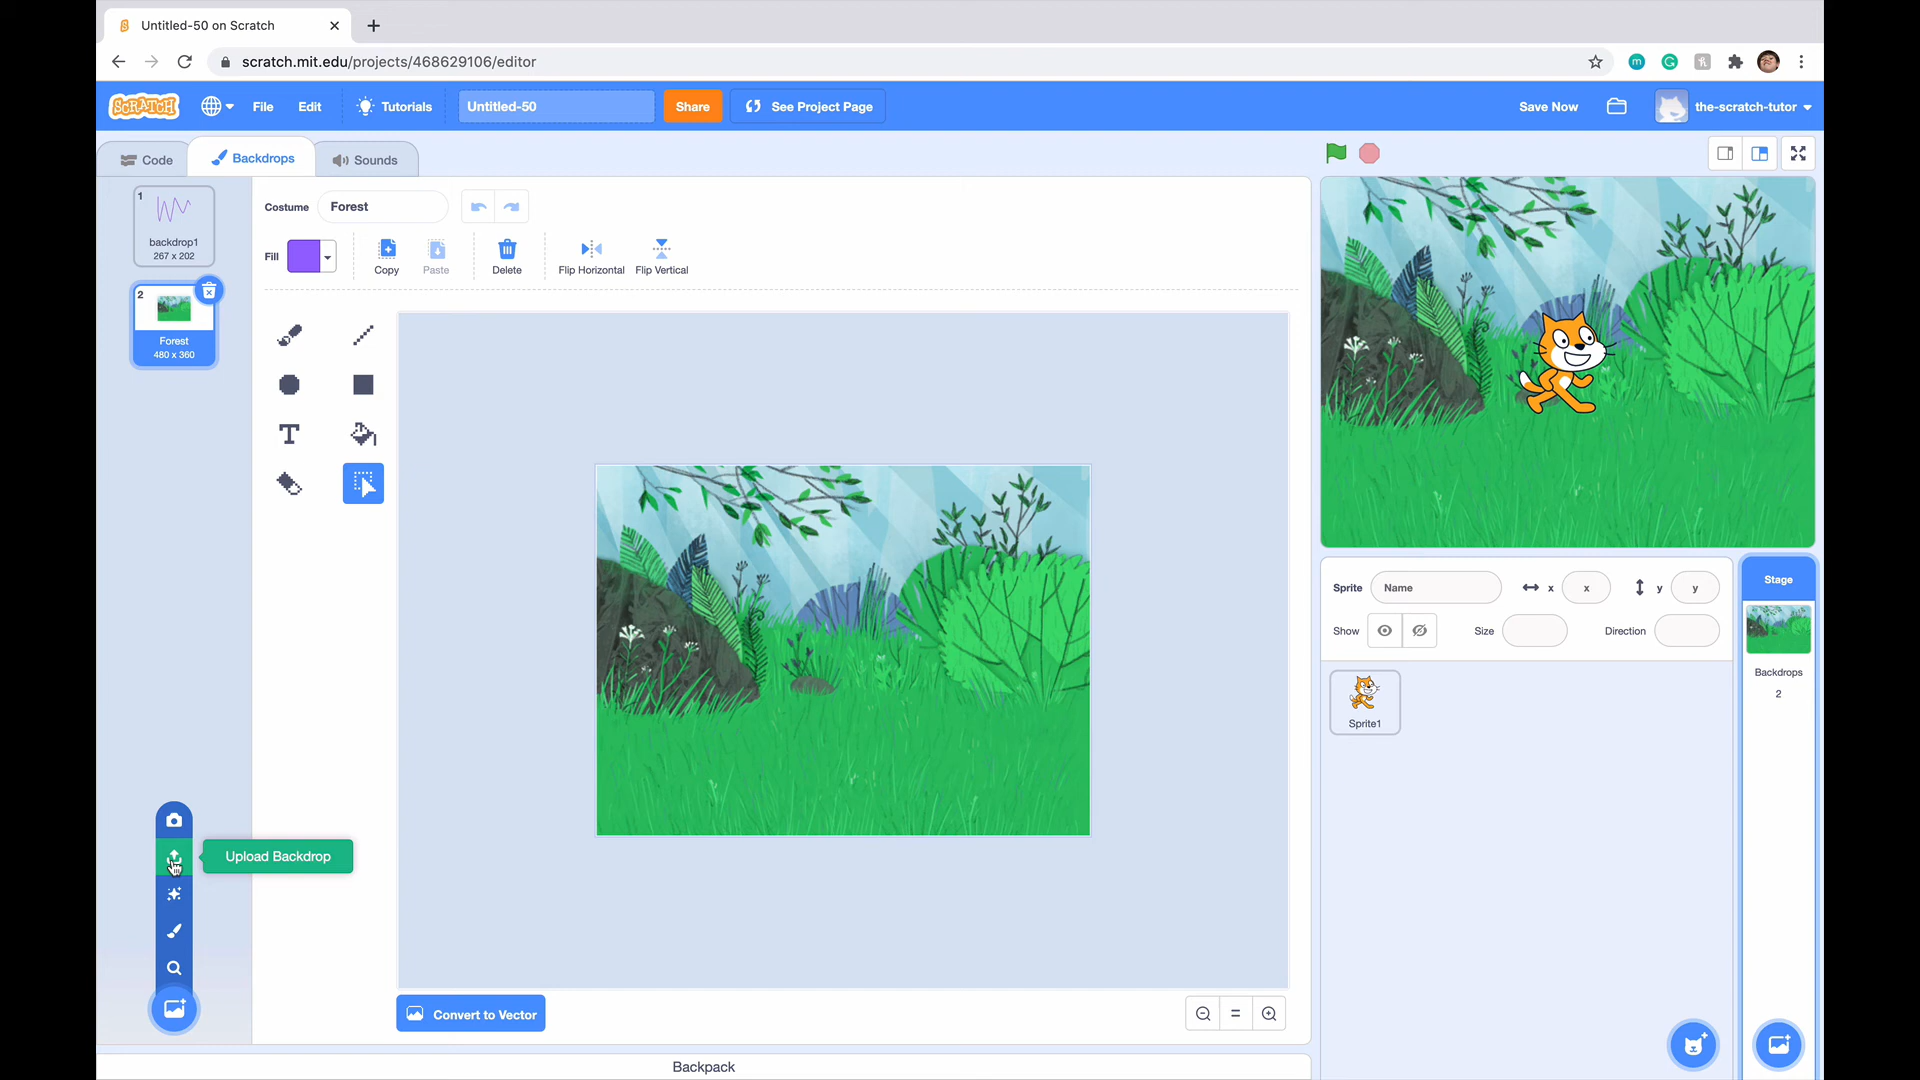 Untitled-50 on Scratch
scratch.mit.edu/projects/468629106/editor
SCRATCH
File
Edit
Tutorials
Untitled-50
Share
See Project Page
Save Now
the-scratch-tutor
Code
Backdrops
Sounds
1
backdrop1
267 x 202
2
Forest
480 x 360
Costume
Forest
Fill
Copy
Paste
Delete
Flip Horizontal
Flip Vertical
T
Upload Backdrop
Convert to Vector
Backpack
Sprite
Name
x
x
y
y
Show
Size
Direction
Sprite1
Stage
Backdrops
2